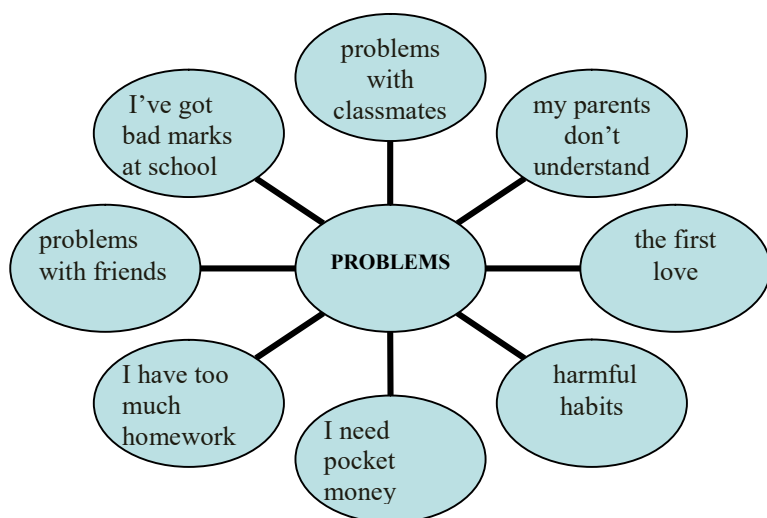 problems
with
classmates
I've got
bad marks
at school
my parents
don't
understand
problems
with friends
PROBLEMS
the first
love
I have too
much
homework
harmful
habits
I need
pocket
money